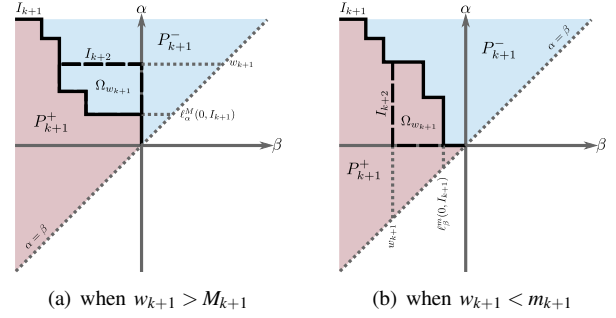 I_{k+1}
α
P^-_{k+1}
I_{k+2}
w_{k+1}
Ω_{w_{k+1}}
ℓ^M_α(0, I_{k+1})
P^+_{k+1}
β
α = β
(a) when w_{k+1} > M_{k+1}
I_{k+1}
α
P^-_{k+1}
α = β
I_{k+2}
Ω_{w_{k+1}}
β
P^+_{k+1}
w_{k+1}
ℓ^m_β(0, I_{k+1})
(b) when w_{k+1} < m_{k+1}